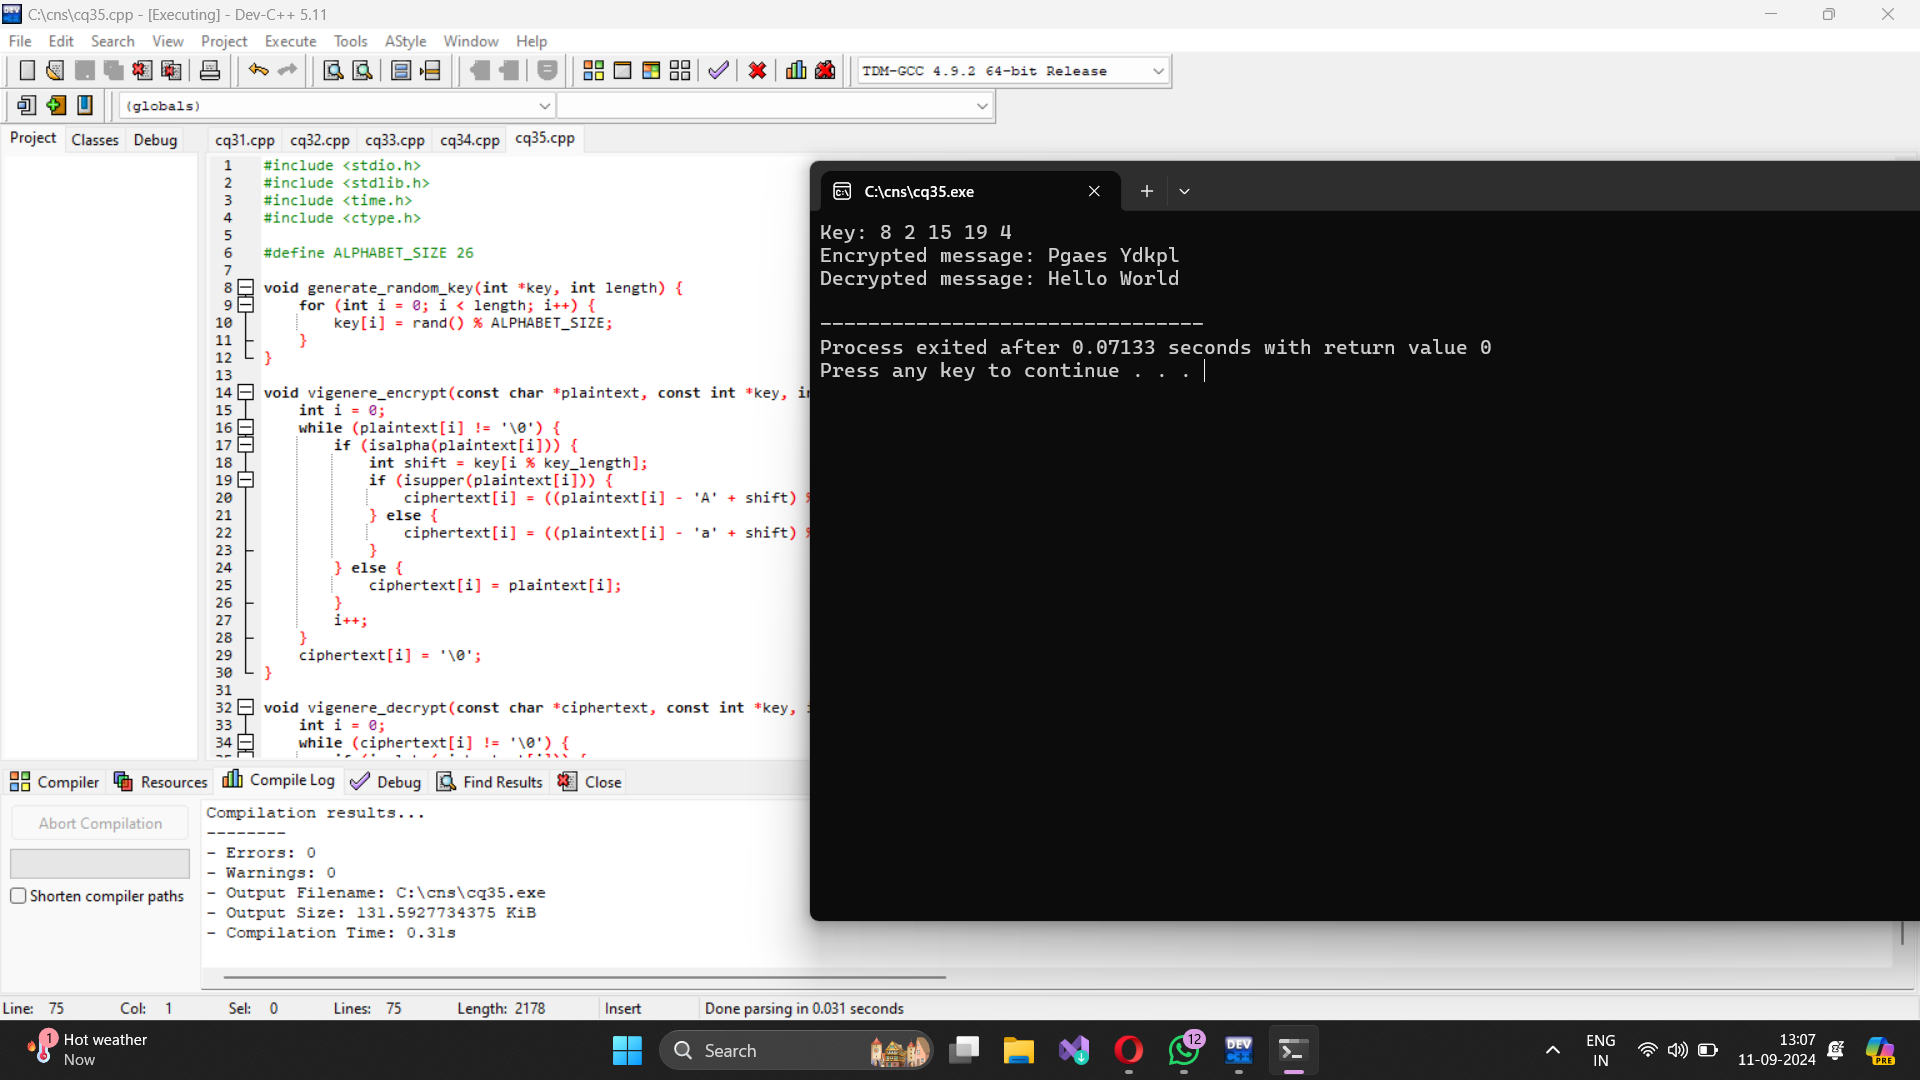 C:\cns\cq35.cpp - [Executing] - Dev-C++ 5.11
File Edit Search View Project Execute Tools AStyle Window Help
TDM-GCC 4.9.2 64-bit Release
(globals)
Project Classes Debug
cq31.cpp cq32.cpp cq33.cpp cq34.cpp cq35.cpp
1 #include <stdio.h>
2 #include <stdlib.h>
3 #include <time.h>
4 #include <ctype.h>
5
6 #define ALPHABET_SIZE 26
7
8 void generate_random_key(int *key, int length) {
9 for (int i = 0; i < length; i++) {
10 key[i] = rand() % ALPHABET_SIZE;
11 }
12 }
13
14 void vigenere_encrypt(const char *plaintext, const int *key, i
15 int i = 0;
16 while (plaintext[i] != '\0') {
17 if (isalpha(plaintext[i])) {
18 int shift = key[i % key_length];
19 if (isupper(plaintext[i])) {
20 ciphertext[i] = ((plaintext[i] - 'A' + shift) %
21 } else {
22 ciphertext[i] = ((plaintext[i] - 'a' + shift) %
23 }
24 } else {
25 ciphertext[i] = plaintext[i];
26 }
27 i++;
28 }
29 ciphertext[i] = '\0';
30 }
31
32 void vigenere_decrypt(const char *ciphertext, const int *key,
33 int i = 0;
34 while (ciphertext[i] != '\0') {
C:\cns\cq35.exe
Key: 8 2 15 19 4
Encrypted message: Pgaes Ydkpl
Decrypted message: Hello World
--------------------------------
Process exited after 0.07133 seconds with return value 0
Press any key to continue . . .
Compiler Resources Compile Log Debug Find Results Close
Abort Compilation
Shorten compiler paths
Compilation results...
--------
- Errors: 0
- Warnings: 0
- Output Filename: C:\cns\cq35.exe
- Output Size: 131.5927734375 KiB
- Compilation Time: 0.31s
Line: 75 Col: 1 Sel: 0 Lines: 75 Length: 2178 Insert Done parsing in 0.031 seconds
1
Hot weather
Now
Search
12
DEV
PRE
ENG
IN
13:07
11-09-2024